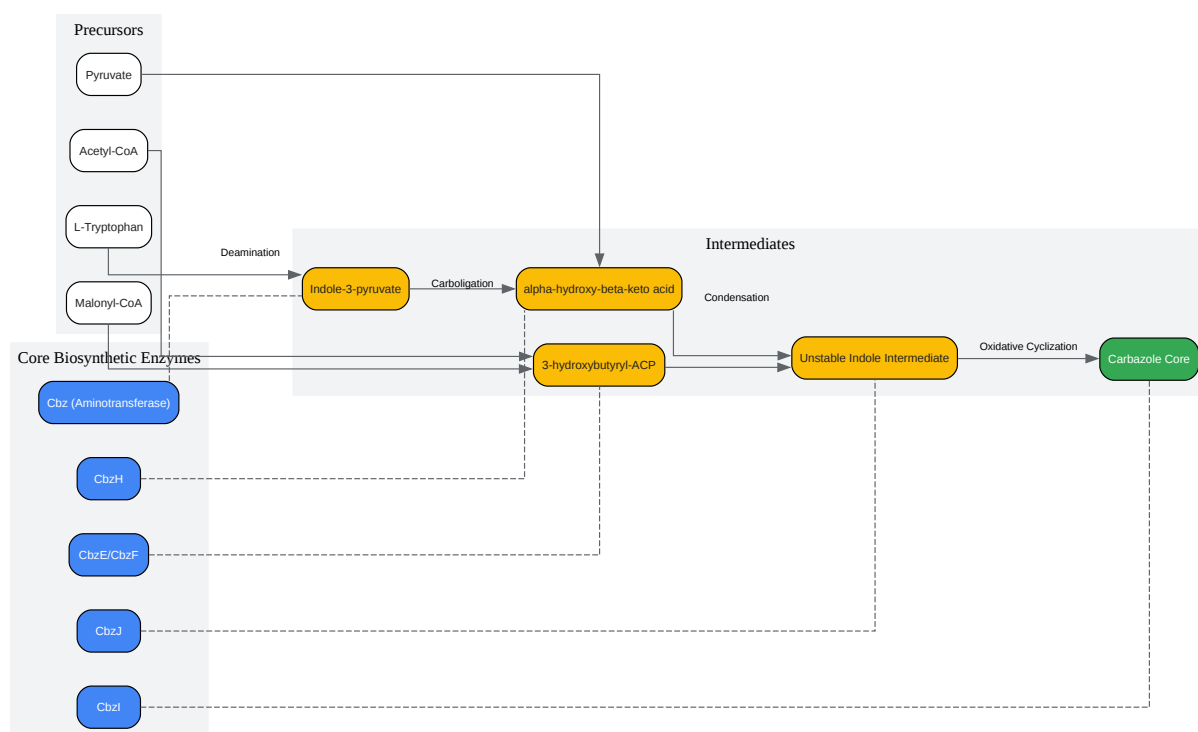 Precursors
Pyruvate
Acetyl-CoA
L-Tryptophan
Malonyl-CoA
Deamination
Intermediates
Indole-3-pyruvate
Carboligation
alpha-hydroxy-beta-keto acid
Condensation
3-hydroxybutyryl-ACP
Unstable Indole Intermediate
Oxidative Cyclization
Carbazole Core
Core Biosynthetic Enzymes
Cbz (Aminotransferase)
CbzH
CbzE/CbzF
CbzJ
CbzI